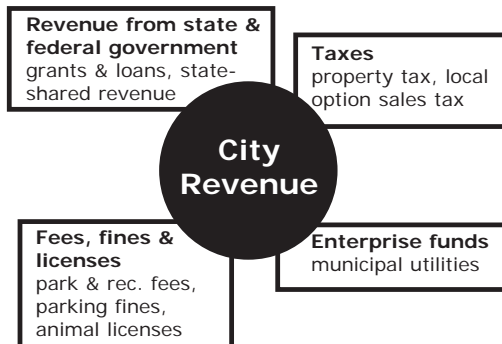 Revenue from state &
federal government
grants & loans, state-
shared revenue
Taxes
property tax, local
option sales tax
City
Revenue
Fees, fines &
licenses
park & rec. fees,
parking fines,
animal licenses
Enterprise funds
municipal utilities